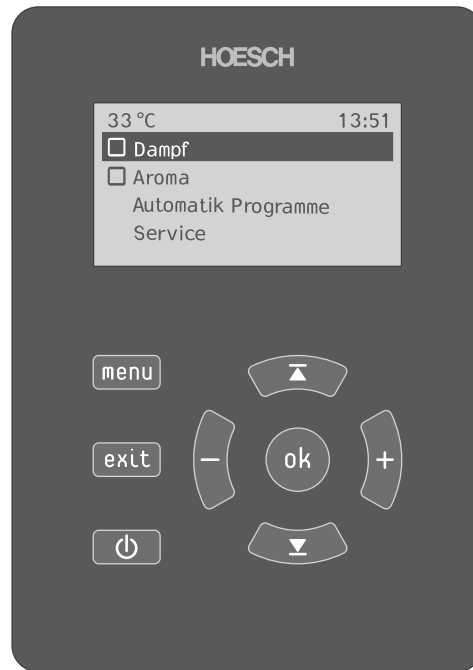 HOESCH
33 °C 13:51
Dampf
Aroma
Automatik Programme
Service
menu
exit
ok